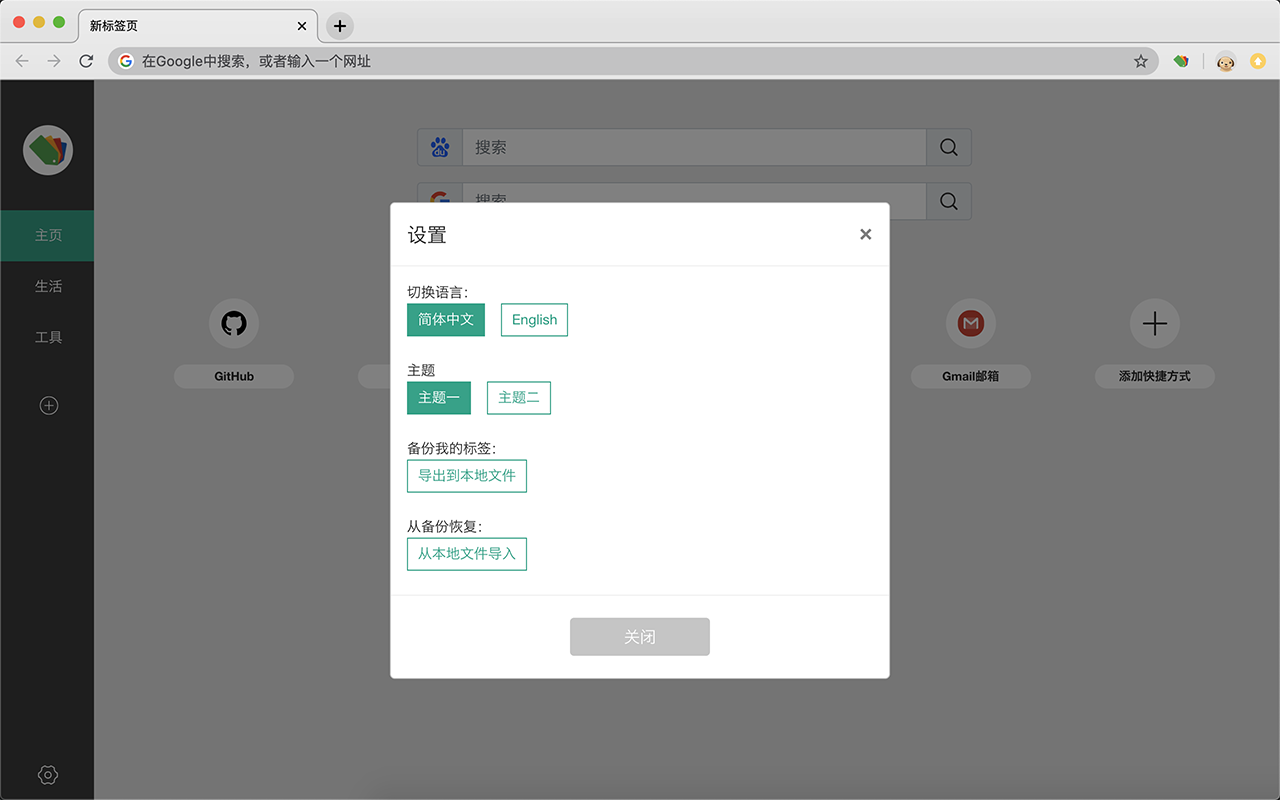 新标签页
在Google中搜索，或者输入一个网址
du
搜索
搜索
主页
生活
工具
GitHub
Gmail邮箱
添加快捷方式
设置
切换语言：
简体中文 English
主题
主题一 主题二
备份我的标签：
导出到本地文件
从备份恢复：
从本地文件导入
关闭